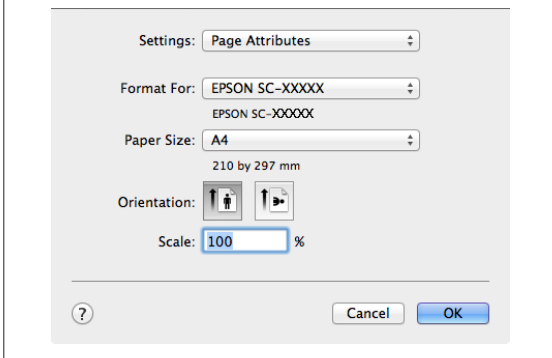 Settings: Page Attributes
Format For: EPSON SC-XXXXX
EPSON SC-XXXXX
Paper Size: A4
210 by 297 mm
Orientation:
Scale: 100 %
? Cancel OK